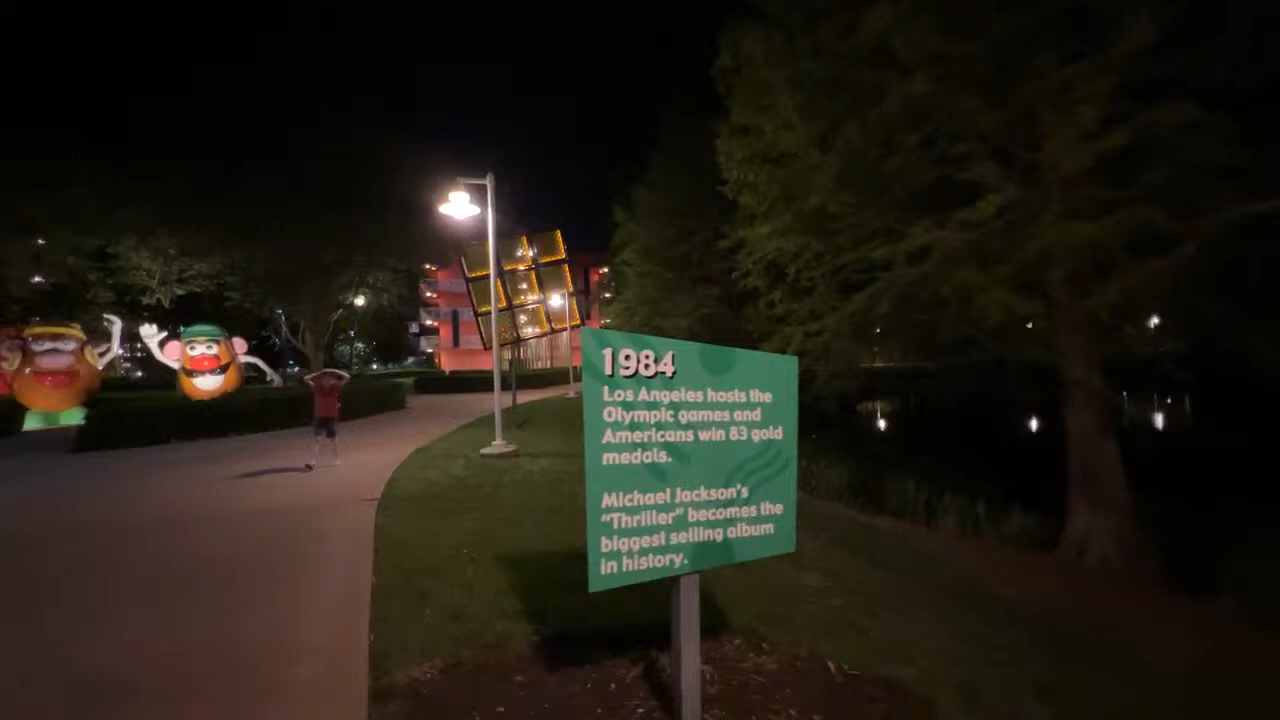 1984
Los Angeles hosts the
Olympic games and
Americans win 83 gold
medals.
Michael Jackson's
"Thriller" becomes the
biggest selling album
in history.